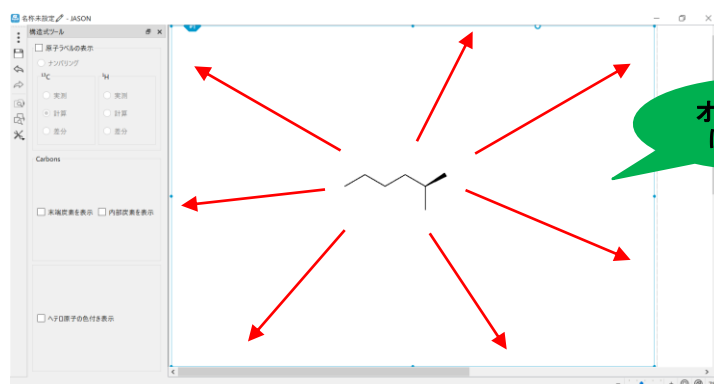 名称未設定 - JASON
構造式ツール
原子ラベルの表示
ナンバリング
¹³C
¹H
実測
実測
計算
計算
差分
差分
Carbons
末端炭素を表示
内部炭素を表示
ヘテロ原子の色付き表示